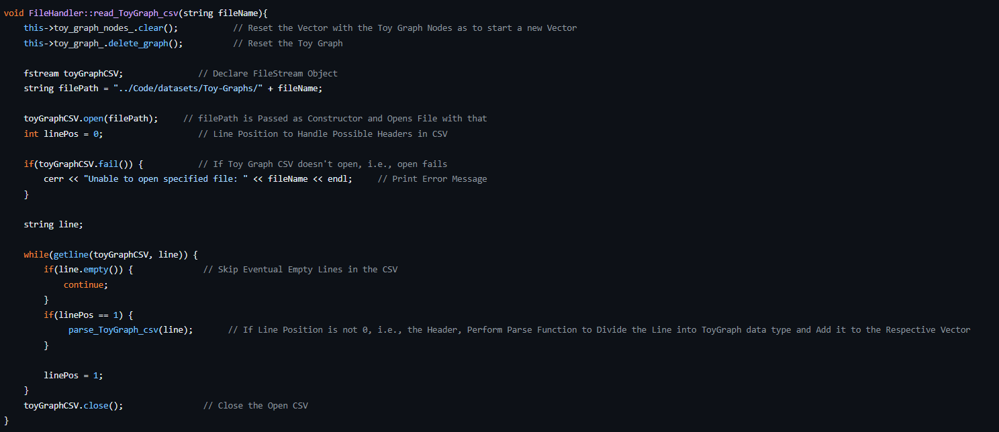 void FileHandler::read_ToyGraph_csv(string fileName){
    this->toy_graph_nodes_.clear();           // Reset the Vector with the Toy Graph Nodes as to start a new Vector
    this->toy_graph_.delete_graph();          // Reset the Toy Graph

    fstream toyGraphCSV;               // Declare FileStream Object
    string filePath = "../Code/datasets/Toy-Graphs/" + fileName;

    toyGraphCSV.open(filePath);     // filePath is Passed as Constructor and Opens File with that
    int linePos = 0;                   // Line Position to Handle Possible Headers in CSV

    if(toyGraphCSV.fail()) {           // If Toy Graph CSV doesn't open, i.e., open fails
        cerr << "Unable to open specified file: " << fileName << endl;     // Print Error Message
    }

    string line;

    while(getline(toyGraphCSV, line)) {
        if(line.empty()) {              // Skip Eventual Empty Lines in the CSV
            continue;
        }
        if(linePos == 1) {
             parse_ToyGraph_csv(line);       // If Line Position is not 0, i.e., the Header, Perform Parse Function to Divide the Line into ToyGraph data type and Add it to the Respective Vector
        }

        linePos = 1;
    }
    toyGraphCSV.close();                // Close the Open CSV
}